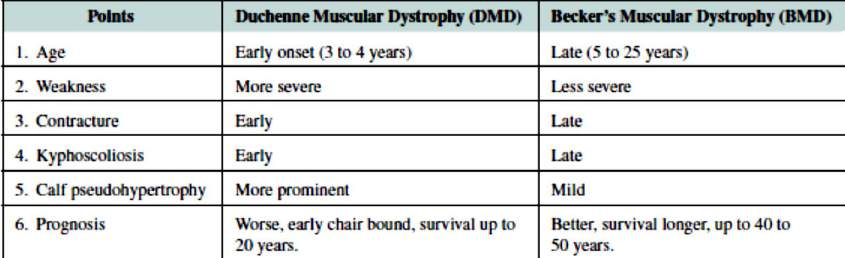 Points Duchenne Muscular Dystrophy (DMD) Becker's Muscular Dystrophy (BMD)
1. Age Early onset (3 to 4 years) Late (5 to 25 years)
2. Weakness More severe Less severe
3. Contracture Early Late
4. Kyphoscoliosis Early Late
5. Calf pseudohypertrophy More prominent Mild
6. Prognosis Worse, early chair bound, survival up to Better, survival longer, up to 40 to
20 years. 50 years.